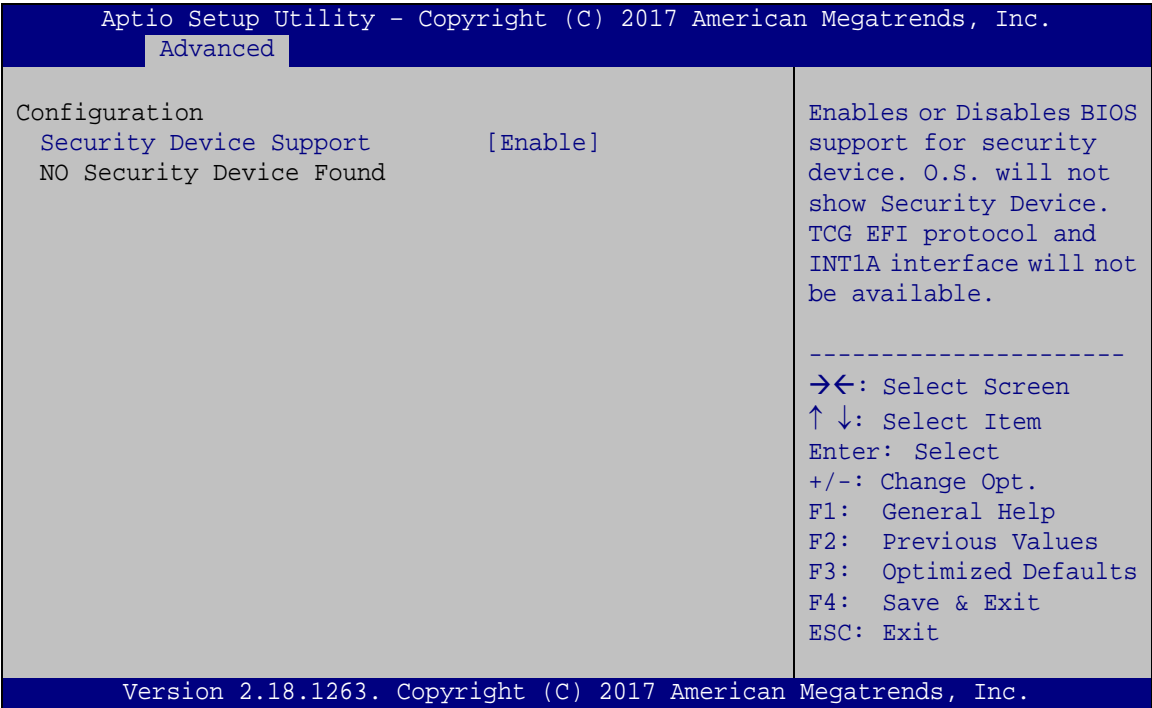 Aptio Setup Utility – Copyright (C) 2017 American Megatrends, Inc.
Advanced
Configuration
Security Device Support [Enable]
NO Security Device Found
Enables or Disables BIOS
support for security
device. O.S. will not
show Security Device.
TCG EFI protocol and
INT1A interface will not
be available.
----------------------
→←: Select Screen
↑ ↓: Select Item
Enter: Select
+/-: Change Opt.
F1: General Help
F2: Previous Values
F3: Optimized Defaults
F4: Save & Exit
ESC: Exit
Version 2.18.1263. Copyright (C) 2017 American Megatrends, Inc.